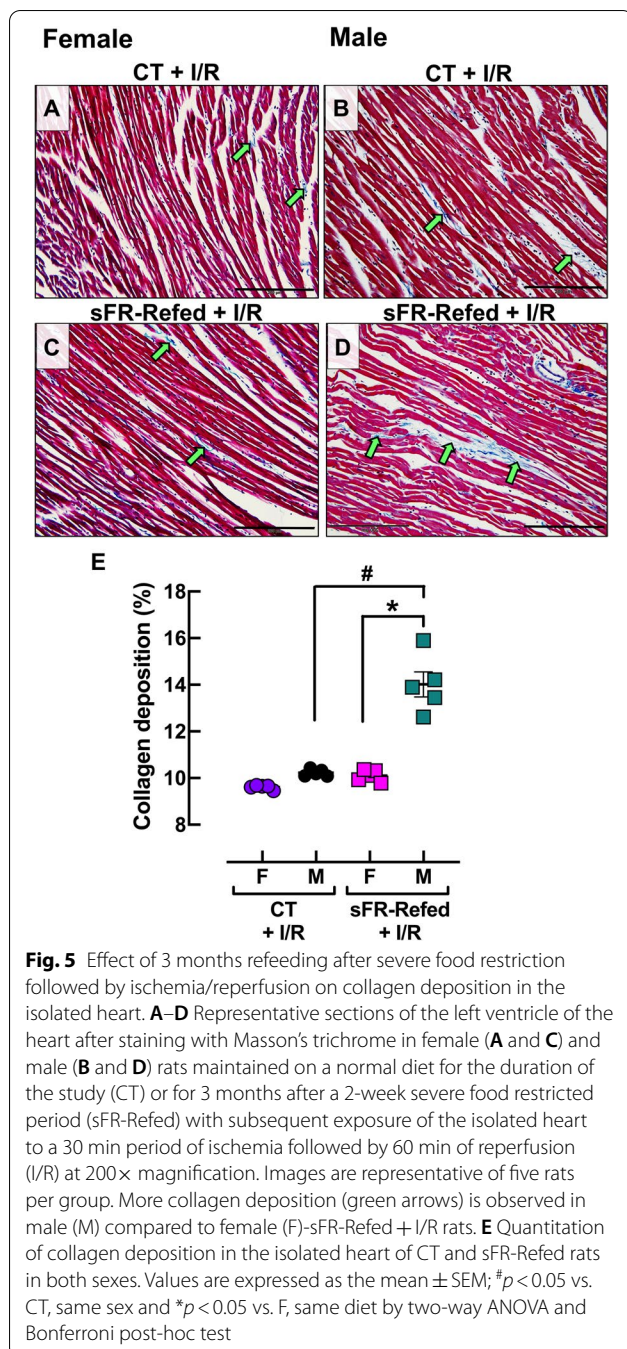 Female Male
CT + I/R CT + I/R
A B
sFR-Refed + I/R sFR-Refed + I/R
C D
E
#
*
Collagen deposition (%)
18
16
14
12
10
8
F M F M
CT + I/R sFR-Refed + I/R
Fig. 5 Effect of 3 months refeeding after severe food restriction
followed by ischemia/reperfusion on collagen deposition in the
isolated heart. A–D Representative sections of the left ventricle of the
heart after staining with Masson's trichrome in female (A and C) and
male (B and D) rats maintained on a normal diet for the duration of
the study (CT) or for 3 months after a 2-week severe food restricted
period (sFR-Refed) with subsequent exposure of the isolated heart
to a 30 min period of ischemia followed by 60 min of reperfusion
(I/R) at 200× magnification. Images are representative of five rats
per group. More collagen deposition (green arrows) is observed in
male (M) compared to female (F)-sFR-Refed + I/R rats. E Quantitation
of collagen deposition in the isolated heart of CT and sFR-Refed rats
in both sexes. Values are expressed as the mean ± SEM; #p < 0.05 vs.
CT, same sex and *p < 0.05 vs. F, same diet by two-way ANOVA and
Bonferroni post-hoc test